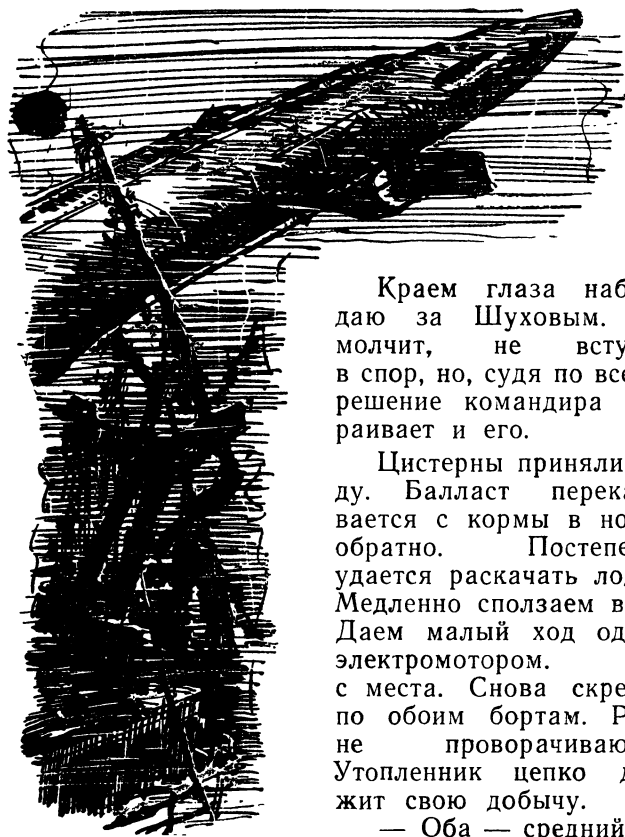 Краем глаза наб
даю за Шуховым.
молчит, не всту
в спор, но, судя по все
решение командира
раивает и его.
Цистерны приняли
ду. Балласт перека
вается с кормы в но
обратно. Постепе
удается раскачать ло
Медленно сползаем в
Даем малый ход од
электромотором.
с места. Снова скре
по обоим бортам. Р
не проворачиваю
Утопленник цепко д
жит свою добычу.
— Оба — средний